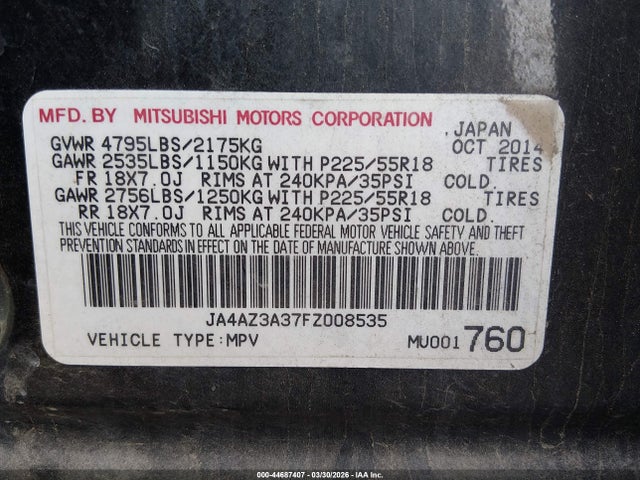 MFD. BY MITSUBISHI MOTORS CORPORATION
, JAPAN
GVWR 4795LBS/2175KG OCT 2014
GAWR 2535LBS/1150KG WITH P225/55R18 TIRES
FR 18X7.0J RIMS AT 240KPA/35PSI COLD.
GAWR 2756LBS/1250KG WITH P225/55R18 TIRES
RR 18X7.0J RIMS AT 240KPA/35PSI COLD.
THIS VEHICLE CONFORMS TO ALL APPLICABLE FEDERAL MOTOR VEHICLE SAFETY AND THEFT
PREVENTION STANDARDS IN EFFECT ON THE DATE OF MANUFACTURE SHOWN ABOVE.
JA4AZ3A37FZ008535
VEHICLE TYPE:MPV MU001 760
000-44687407 - 03/30/2026 - IAA Inc.